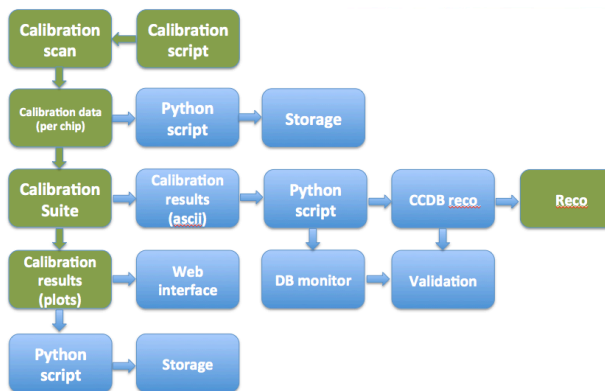 Calibration
scan
Calibration
script
Calibration data
(per chip)
Python
script
Storage
Calibration
Suite
Calibration
results
(ascii)
Python
script
CCDB reco
Reco
Calibration
results
(plots)
Web
interface
DB monitor
Validation
Python
script
Storage